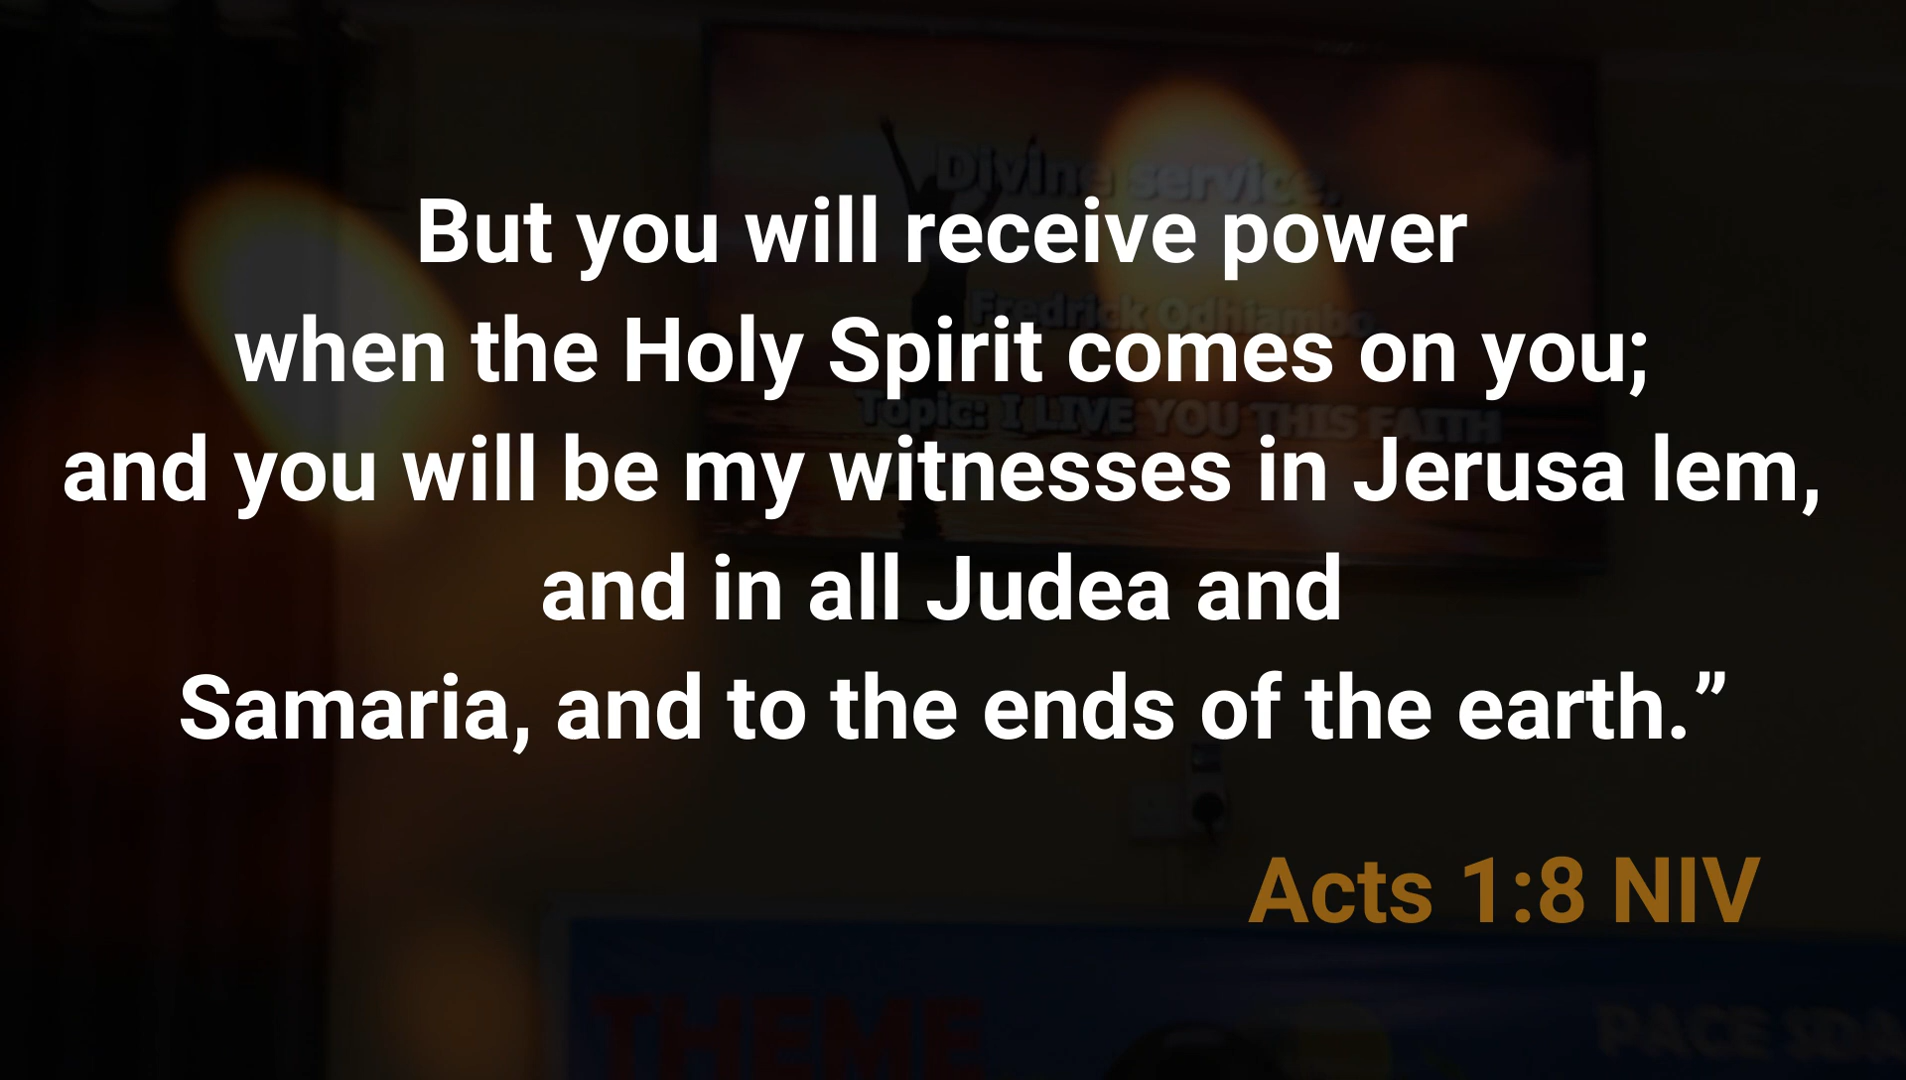 Divine service.
But you will receive power
Fredrick Odhiambo
when the Holy Spirit comes on you;
Topic: I LIVE YOU THIS FAITH
and you will be my witnesses in Jerusa lem,
and in all Judea and
Samaria, and to the ends of the earth.”
Acts 1:8 NIV
THEME
PACE SDA